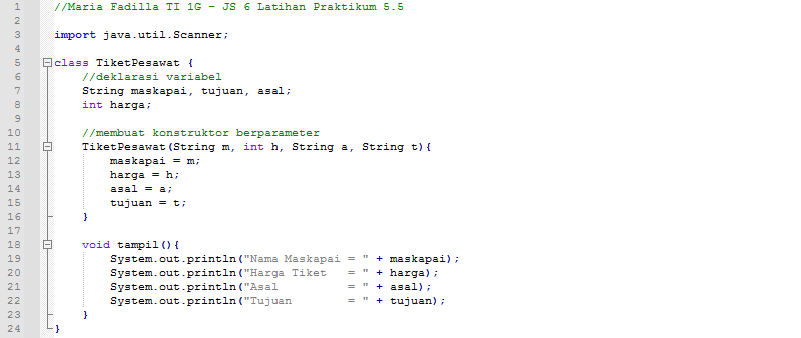 1 //Maria Fadilla TI 1G - JS 6 Latihan Praktikum 5.5
2
3 import java.util.Scanner;
4
5 class TiketPesawat {
6 //deklarasi variabel
7 String maskapai, tujuan, asal;
8 int harga;
9
10 //membuat konstruktor berparameter
11 TiketPesawat(String m, int h, String a, String t){
12 maskapai = m;
13 harga = h;
14 asal = a;
15 tujuan = t;
16 }
17
18 void tampil(){
19 System.out.println("Nama Maskapai = " + maskapai);
20 System.out.println("Harga Tiket   = " + harga);
21 System.out.println("Asal          = " + asal);
22 System.out.println("Tujuan        = " + tujuan);
23 }
24 }